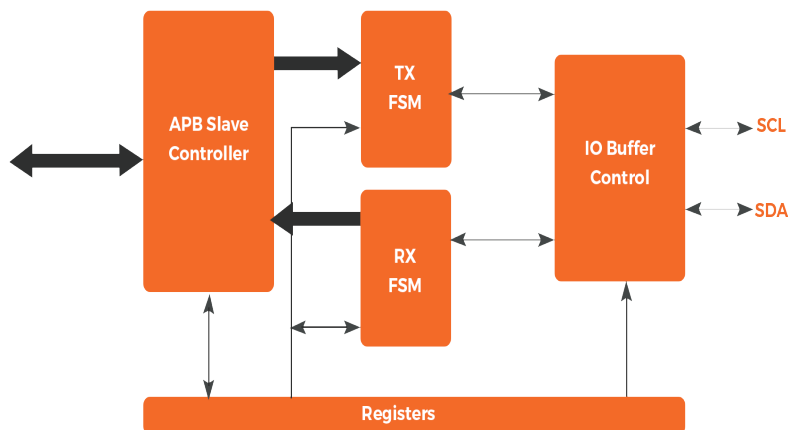 APB Slave
Controller
TX
FSM
RX
FSM
IO Buffer
Control
SCL
SDA
Registers